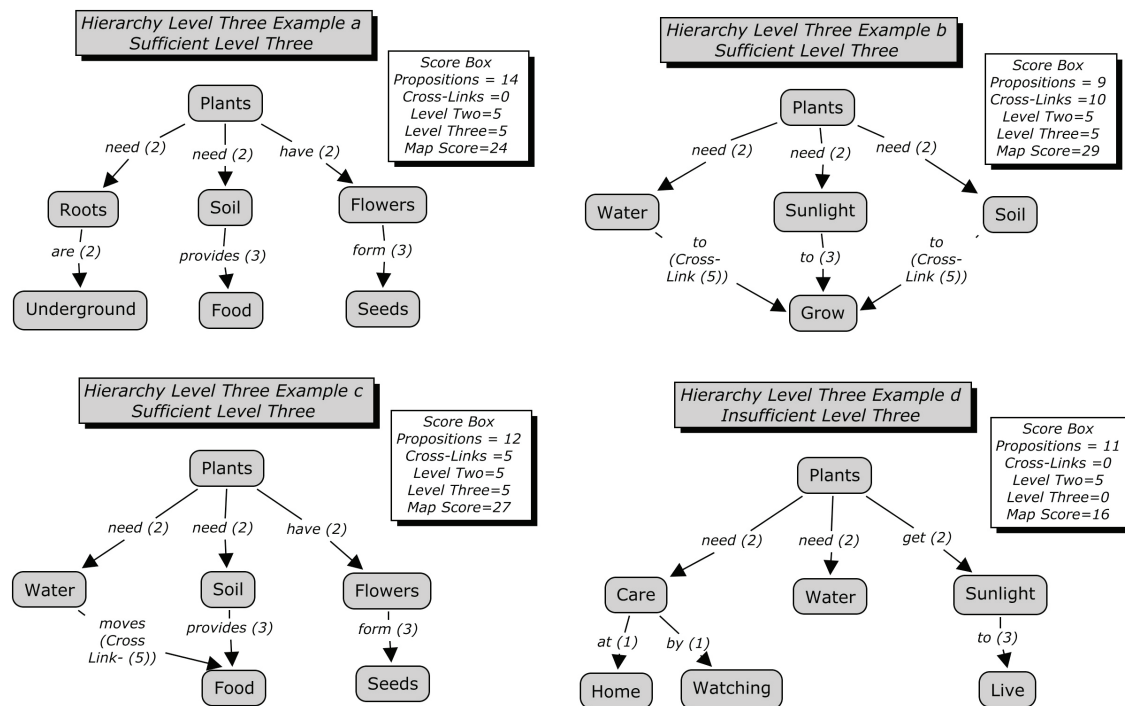 Hierarchy Level Three Example a
Sufficient Level Three
Score Box
Propositions = 14
Cross-Links =0
Level Two=5
Level Three=5
Map Score=24
Plants
need (2)
need (2)
have (2)
Roots
Soil
Flowers
are (2)
provides (3)
form (3)
Underground
Food
Seeds
Hierarchy Level Three Example b
Sufficient Level Three
Score Box
Propositions = 9
Cross-Links =10
Level Two=5
Level Three=5
Map Score=29
Plants
need (2)
need (2)
need (2)
Water
Sunlight
Soil
to
(Cross-
Link (5))
to (3)
to
(Cross-
Link (5))
Grow
Hierarchy Level Three Example c
Sufficient Level Three
Score Box
Propositions = 12
Cross-Links =5
Level Two=5
Level Three=5
Map Score=27
Plants
need (2)
need (2)
have (2)
Water
Soil
Flowers
moves
(Cross
Link- (5))
provides (3)
form (3)
Food
Seeds
Hierarchy Level Three Example d
Insufficient Level Three
Score Box
Propositions = 11
Cross-Links =0
Level Two=5
Level Three=0
Map Score=16
Plants
need (2)
need (2)
get (2)
Care
Water
Sunlight
at (1)
by (1)
to (3)
Home
Watching
Live